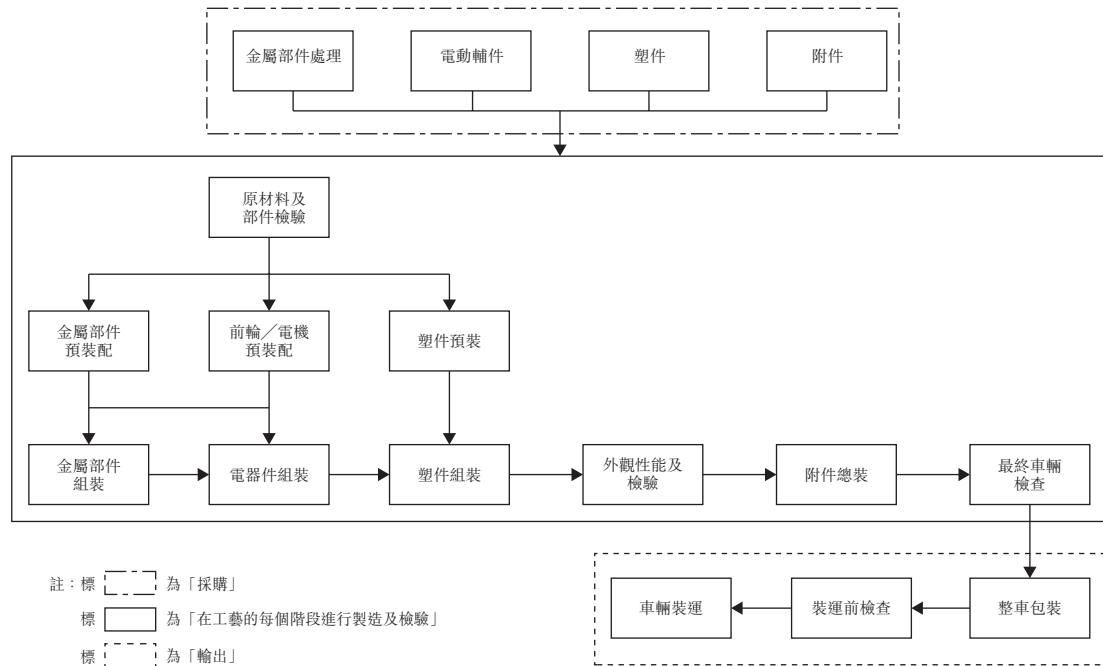 金屬部件處理
電動輔件
塑件
附件
原材料及
部件檢驗
金屬部件
預裝配
前輪／電機
預裝配
塑件預裝
金屬部件
組裝
電器件組裝
塑件組裝
外觀性能及
檢驗
附件總裝
最終車輛
檢查
車輛裝運
裝運前檢查
整車包裝
註：標 為「採購」
標 為「在工藝的每個階段進行製造及檢驗」
標 為「輸出」